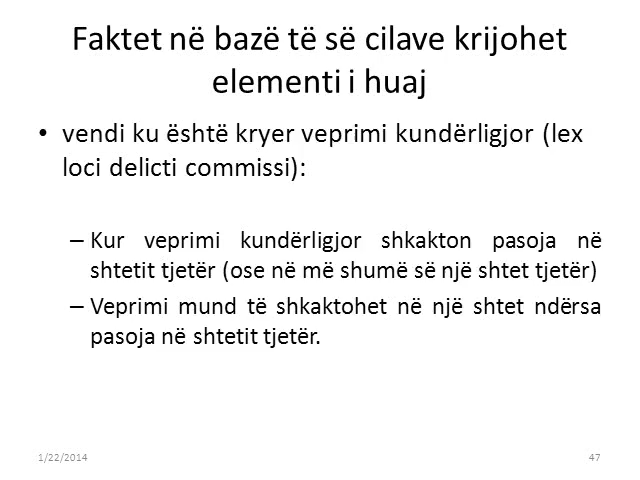 Faktet në bazë të së cilave krijohet
elementi i huaj
• vendi ku është kryer veprimi kundërligjor (lex
loci delicti commissi):
– Kur veprimi kundërligjor shkakton pasoja në
shtetit tjetër (ose në më shumë së një shtet tjetër)
– Veprimi mund të shkaktohet në një shtet ndërsa
pasoja në shtetit tjetër.
1/22/2014
47